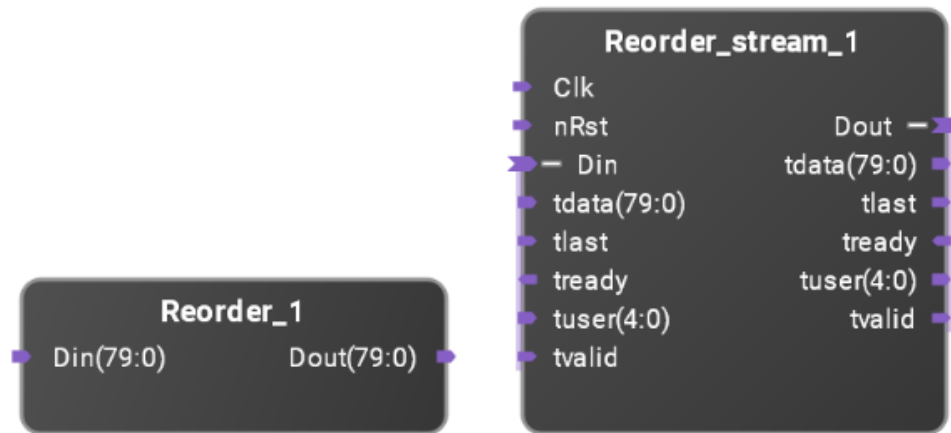 Reorder_1
Din(79:0) Dout(79:0)
Reorder_stream_1
Clk
nRst Dout
Din tdata(79:0)
tdata(79:0) tlast
tlast tready
tready tuser(4:0)
tuser(4:0) tvalid
tvalid